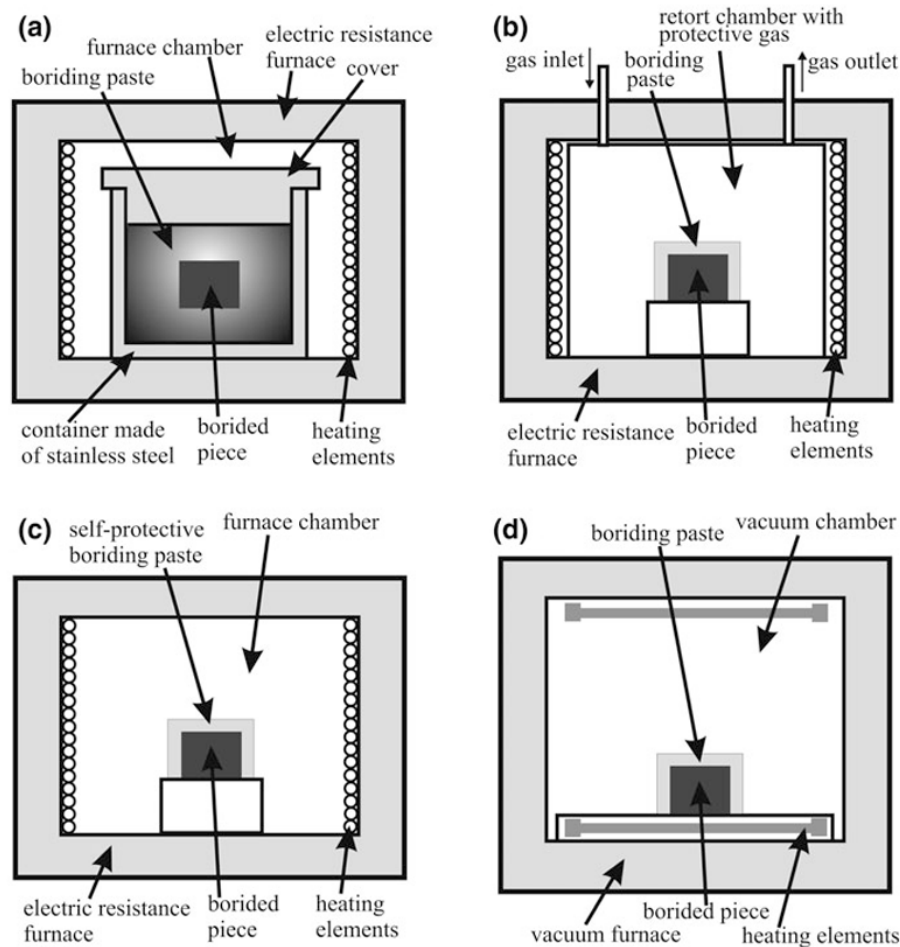 (a)
furnace chamber
electric resistance
furnace
boriding paste
cover
container made
of stainless steel
borided
piece
heating
elements
(b)
retort chamber with
protective gas
gas inlet
boriding
paste
gas outlet
electric resistance
furnace
borided
piece
heating
elements
(c)
self-protective
boriding paste
furnace chamber
electric resistance
furnace
borided
piece
heating
elements
(d)
boriding paste
vacuum chamber
vacuum furnace
borided piece
heating elements